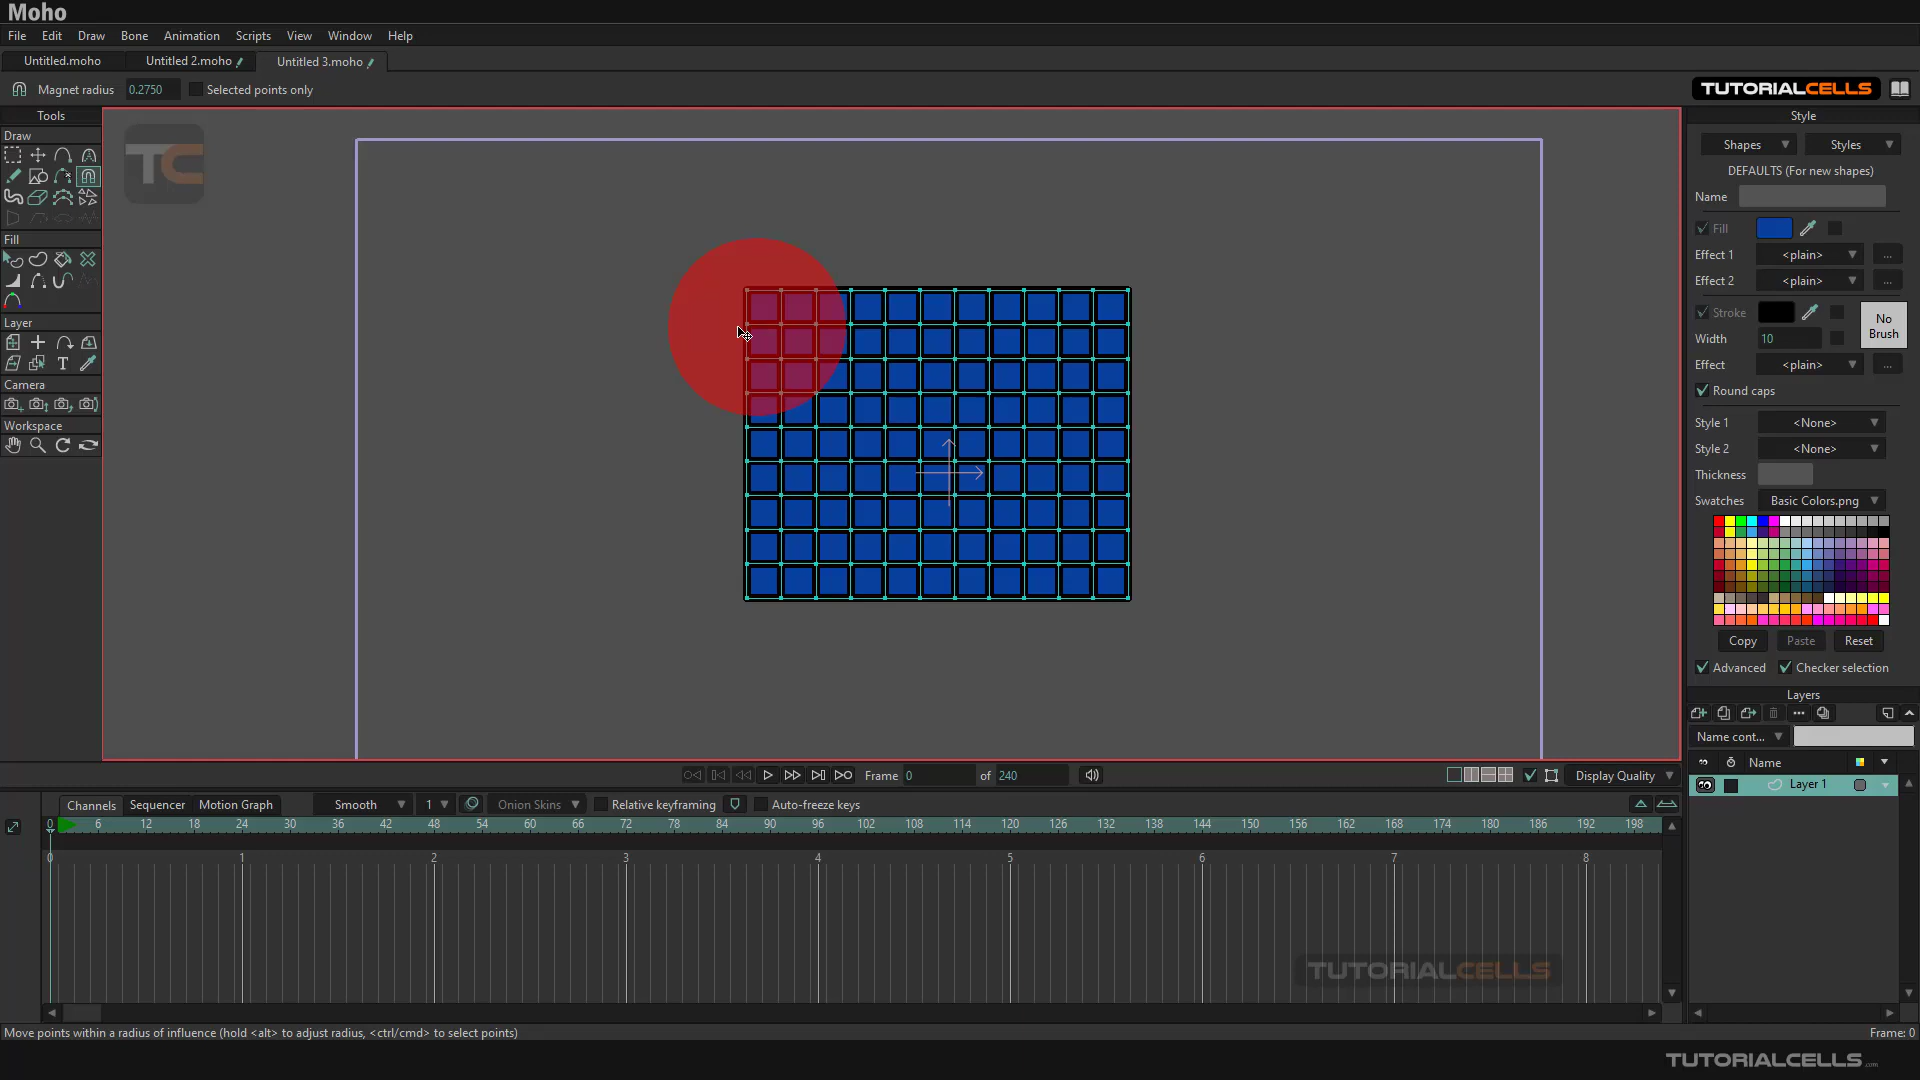 Moho
File Edit Draw Bone Animation Scripts View Window Help
Untitled.moho Untitled 2.moho Untitled 3.moho
Magnet radius 0.2750 Selected points only TUTORIALCELLS
Tools Style
Draw TC Shapes Styles
DEFAULTS (For new shapes)
Name
Fill Fill
Effect 1 <plain> ...
Effect 2 <plain> ...
Stroke No Brush
Layer Width 10
Effect <plain> ...
Camera Round caps
Workspace Style 1 <None>
Style 2 <None>
Thickness
Swatches Basic Colors.png
Copy Paste Reset
Advanced Checker selection
Layers
Name cont...
Frame 0 of 240 Display Quality Name
Layer 1
Channels Sequencer Motion Graph Smooth 1 Onion Skins Relative keyframing Auto-freeze keys
0 6 12 18 24 30 36 42 48 54 60 66 72 78 84 90 96 102 108 114 120 126 132 138 144 150 156 162 168 174 180 186 192 198
0 1 2 3 4 5 6 7 8
TUTORIALCELLS
Move points within a radius of influence (hold <alt> to adjust radius, <ctrl/cmd> to select points) Frame: 0
TUTORIALCELLS